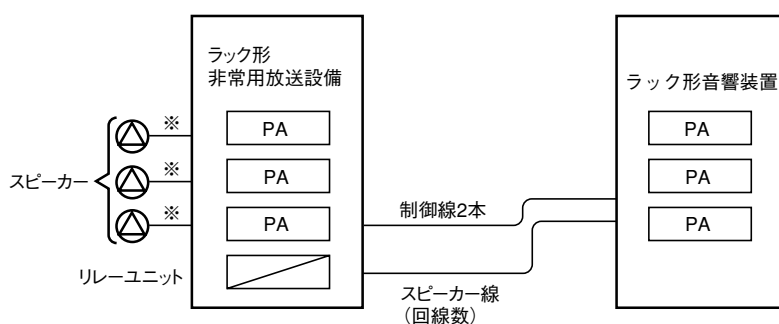 ラック形
非常用放送設備
PA
PA
PA
※
※
※
スピーカー
リレーユニット
制御線2本
スピーカー線
（回線数）
ラック形音響装置
PA
PA
PA